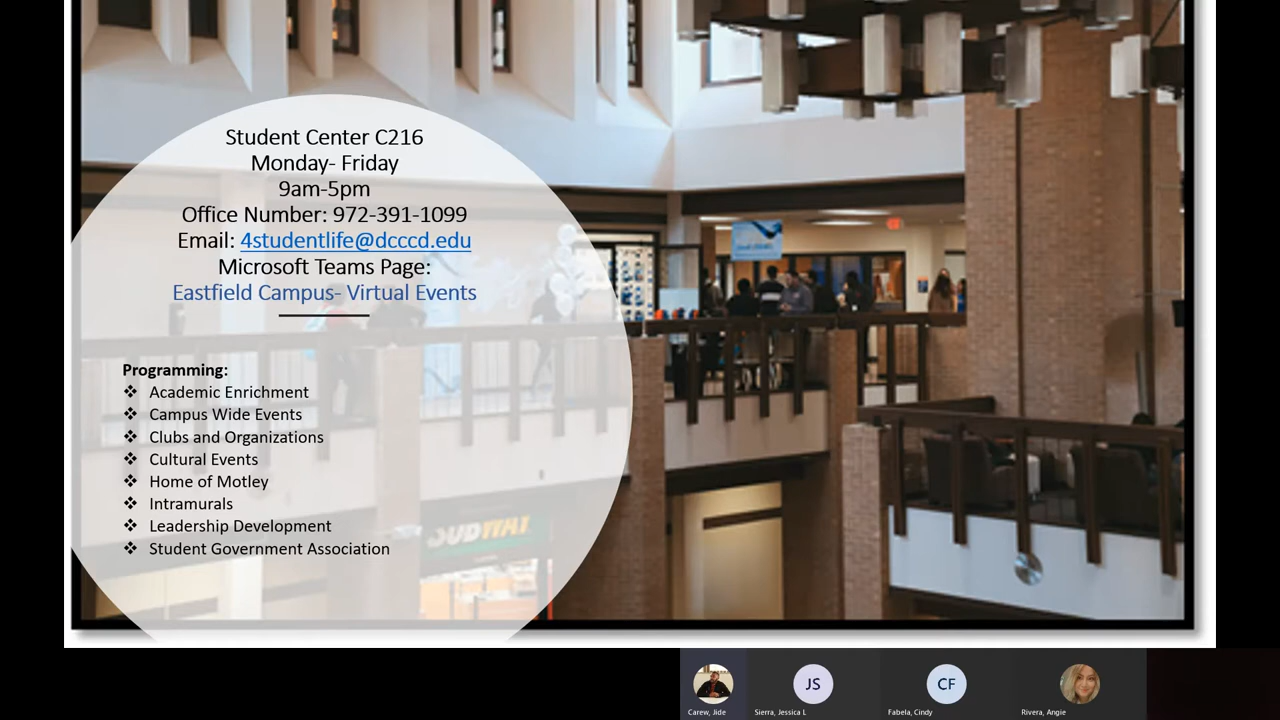 Student Center C216
Monday- Friday
9am-5pm
Office Number: 972-391-1099
Email: 4studentlife@dcccd.edu
Microsoft Teams Page:
Eastfield Campus- Virtual Events
Programming:
❖ Academic Enrichment
❖ Campus Wide Events
❖ Clubs and Organizations
❖ Cultural Events
❖ Home of Motley
❖ Intramurals
❖ Leadership Development
❖ Student Government Association
SUBWAY
JS
CF
Carew, Jide
Sierra, Jessica L
Fabela, Cindy
Rivera, Angie